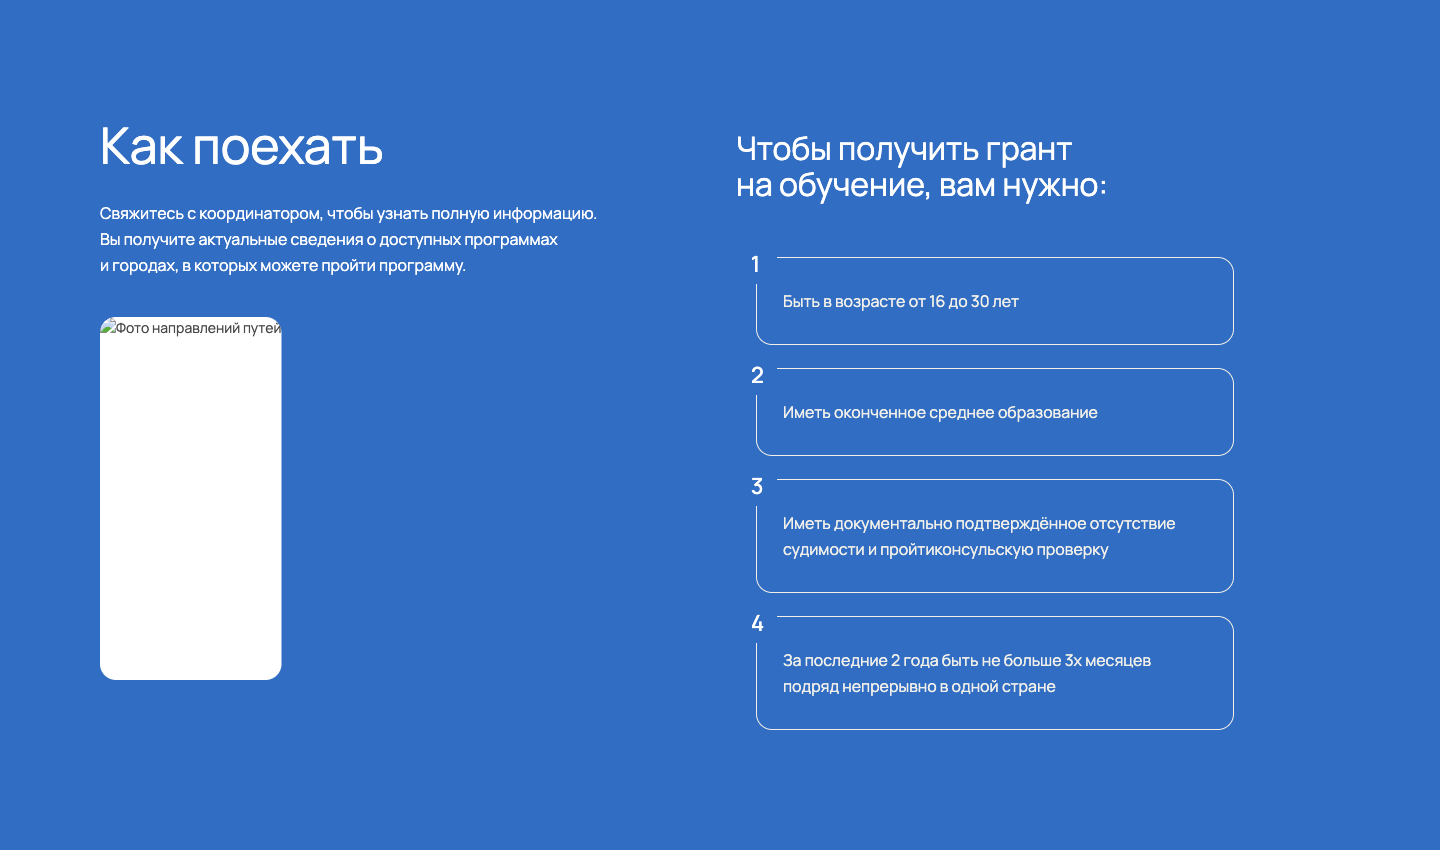 Как поехать
Свяжитесь с координатором, чтобы узнать полную информацию.
Вы получите актуальные сведения о доступных программах
и городах, в которых можете пройти программу.
Фото направлений путей
Чтобы получить грант
на обучение, вам нужно:
1
Быть в возрасте от 16 до 30 лет
2
Иметь оконченное среднее образование
3
Иметь документально подтверждённое отсутствие
судимости и пройтиконсульскую проверку
4
За последние 2 года быть не больше 3х месяцев
подряд непрерывно в одной стране